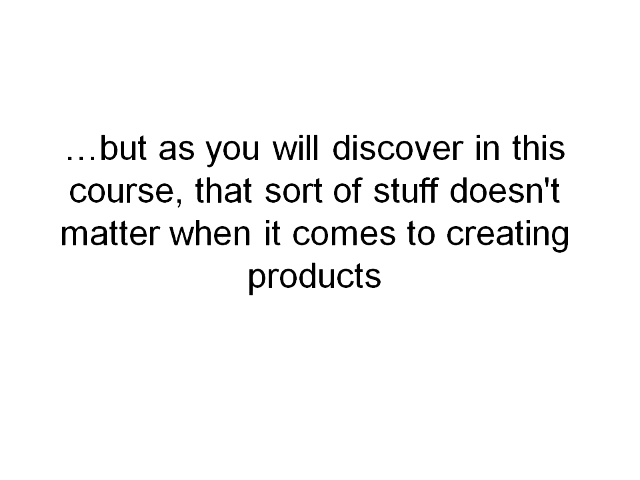 …but as you will discover in this
course, that sort of stuff doesn't
matter when it comes to creating
products